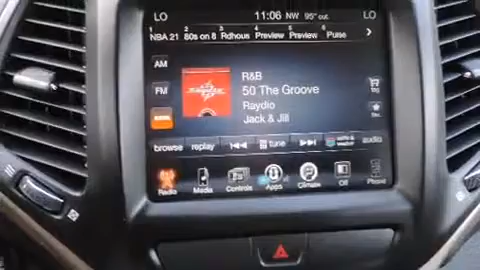 LO 11:06 NW 95° out LO
1 2 3 4 5 6
NBA 21 80s on 8 Rdhous Preview Preview Pulse
AM
R&B
50 The Groove
FM
Raydio
Jack & Jill
browse replay tune audio
Radio Media Controls Apps Climate Off Phone